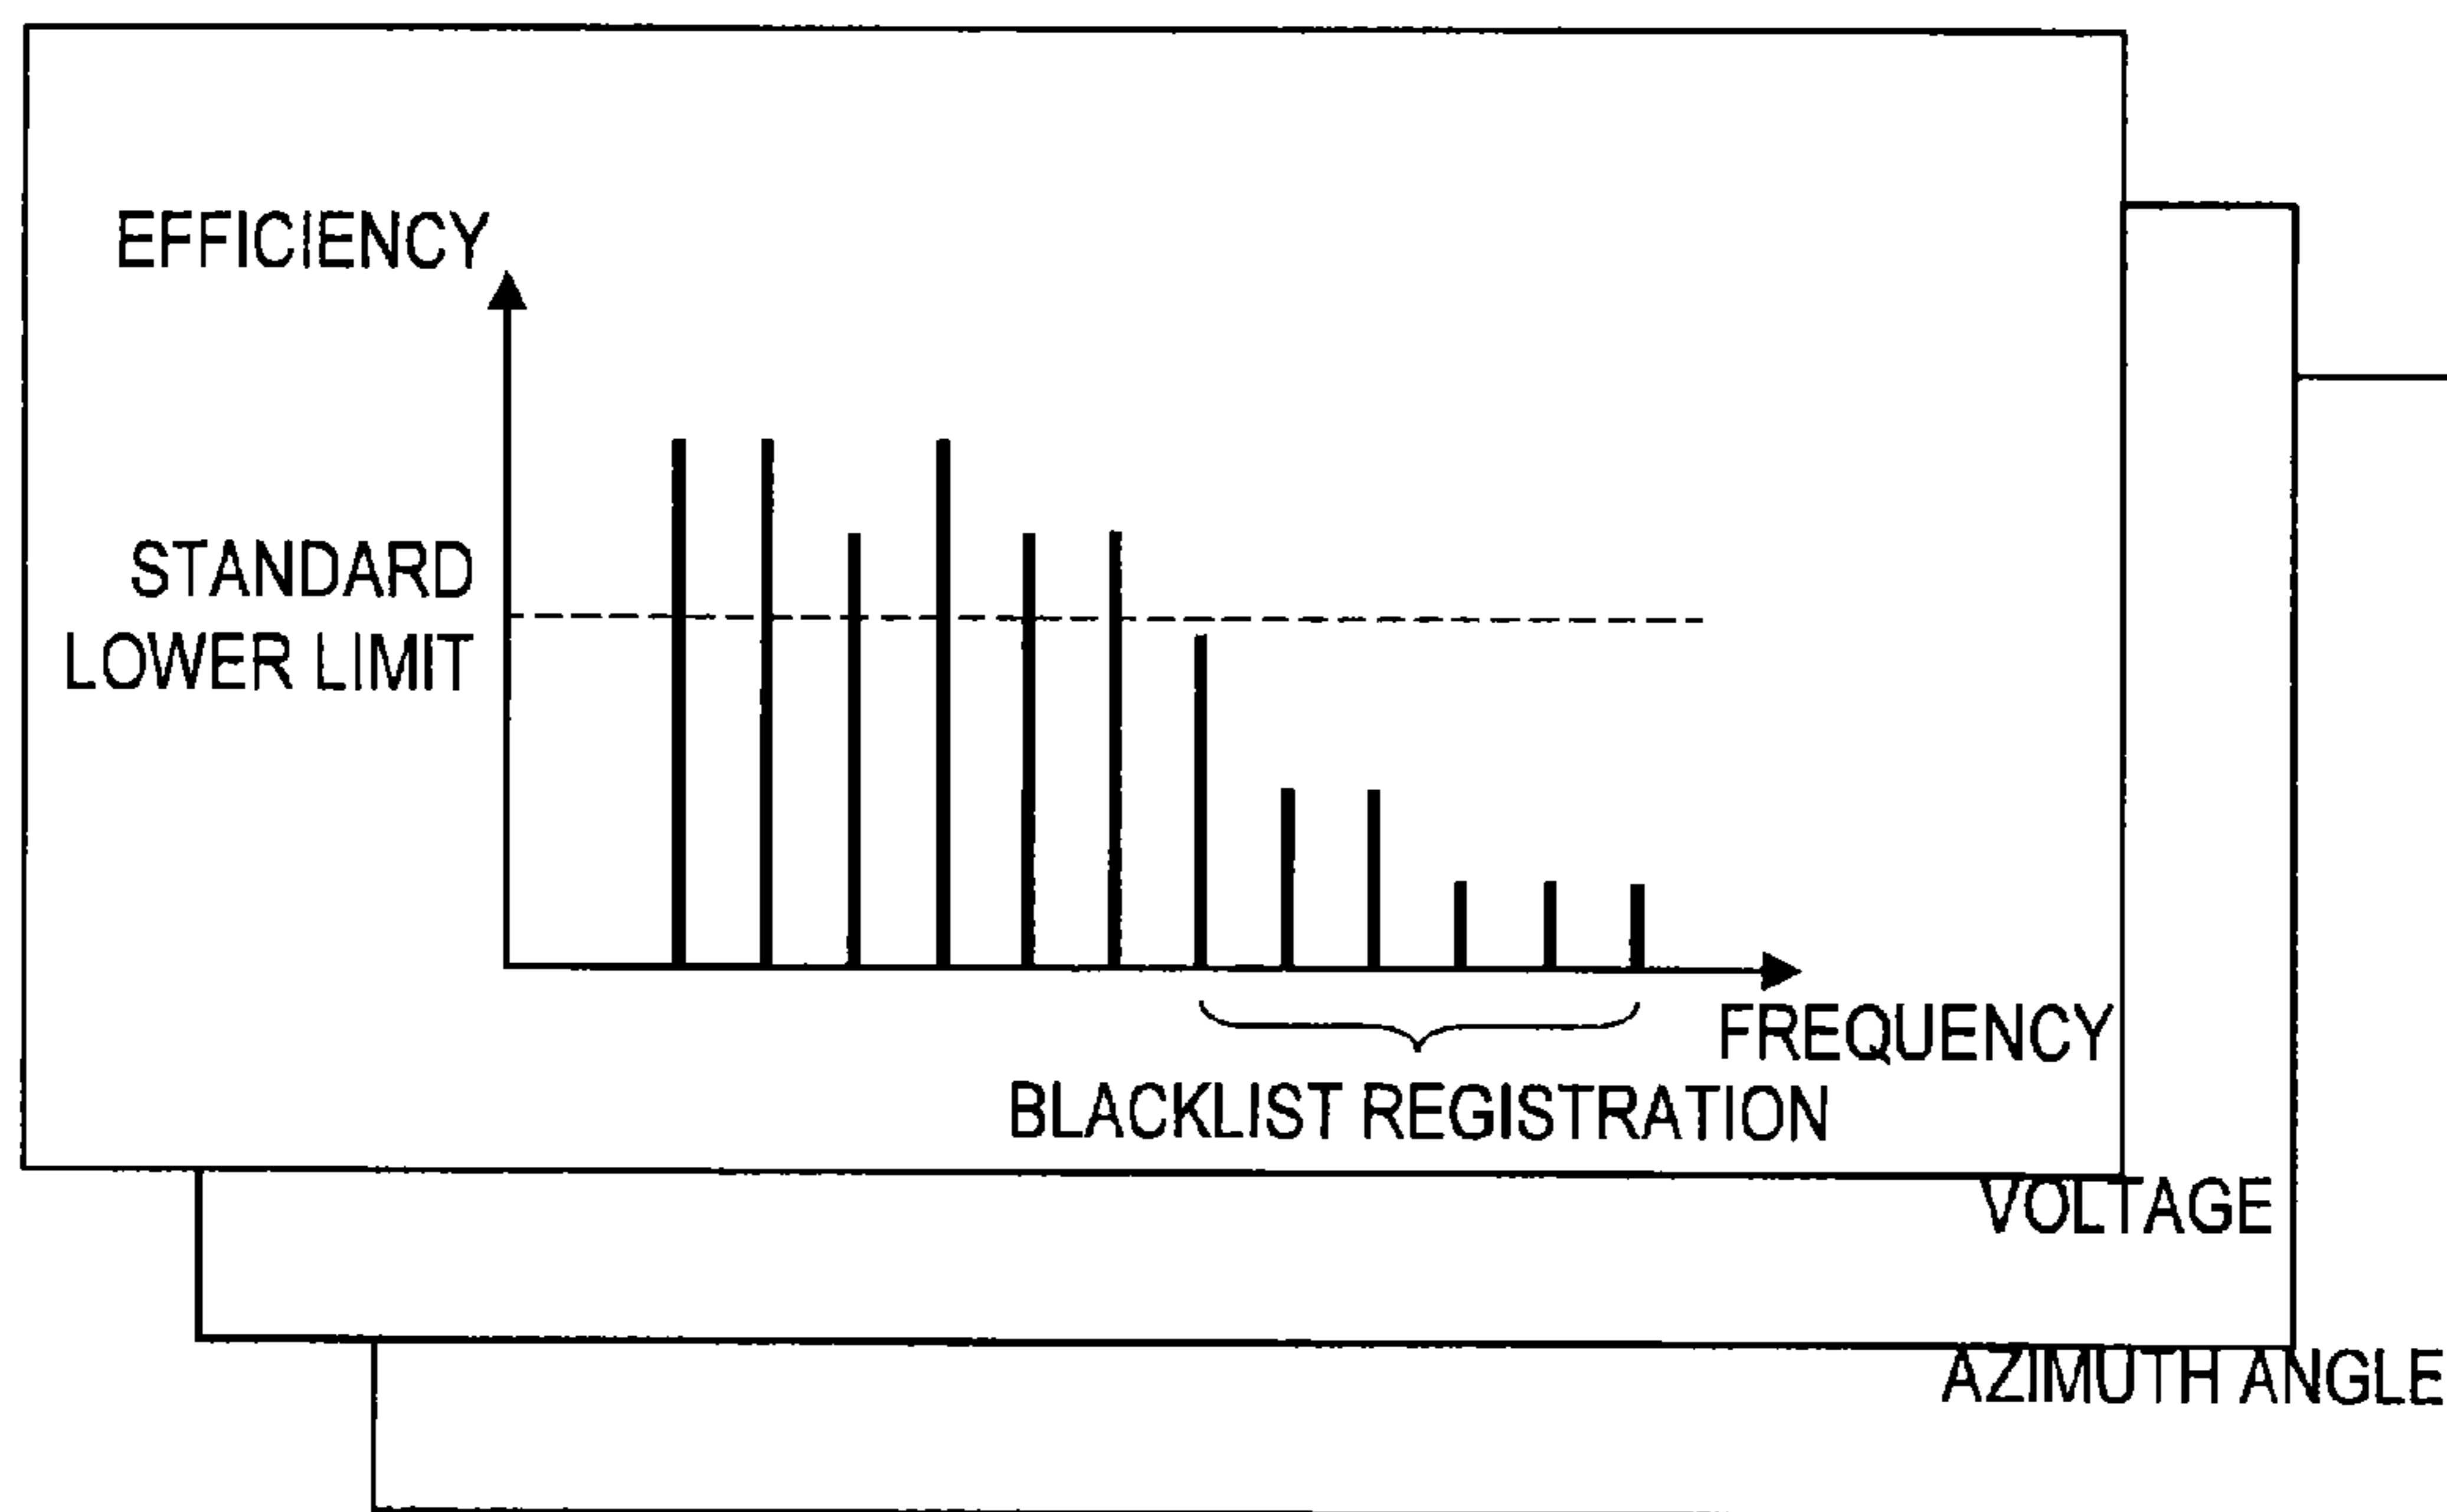 EFFICIENCY
STANDARD
LOWER LIMIT
FREQUENCY
BLACKLIST REGISTRATION
VOLTAGE
AZIMUTH ANGLE